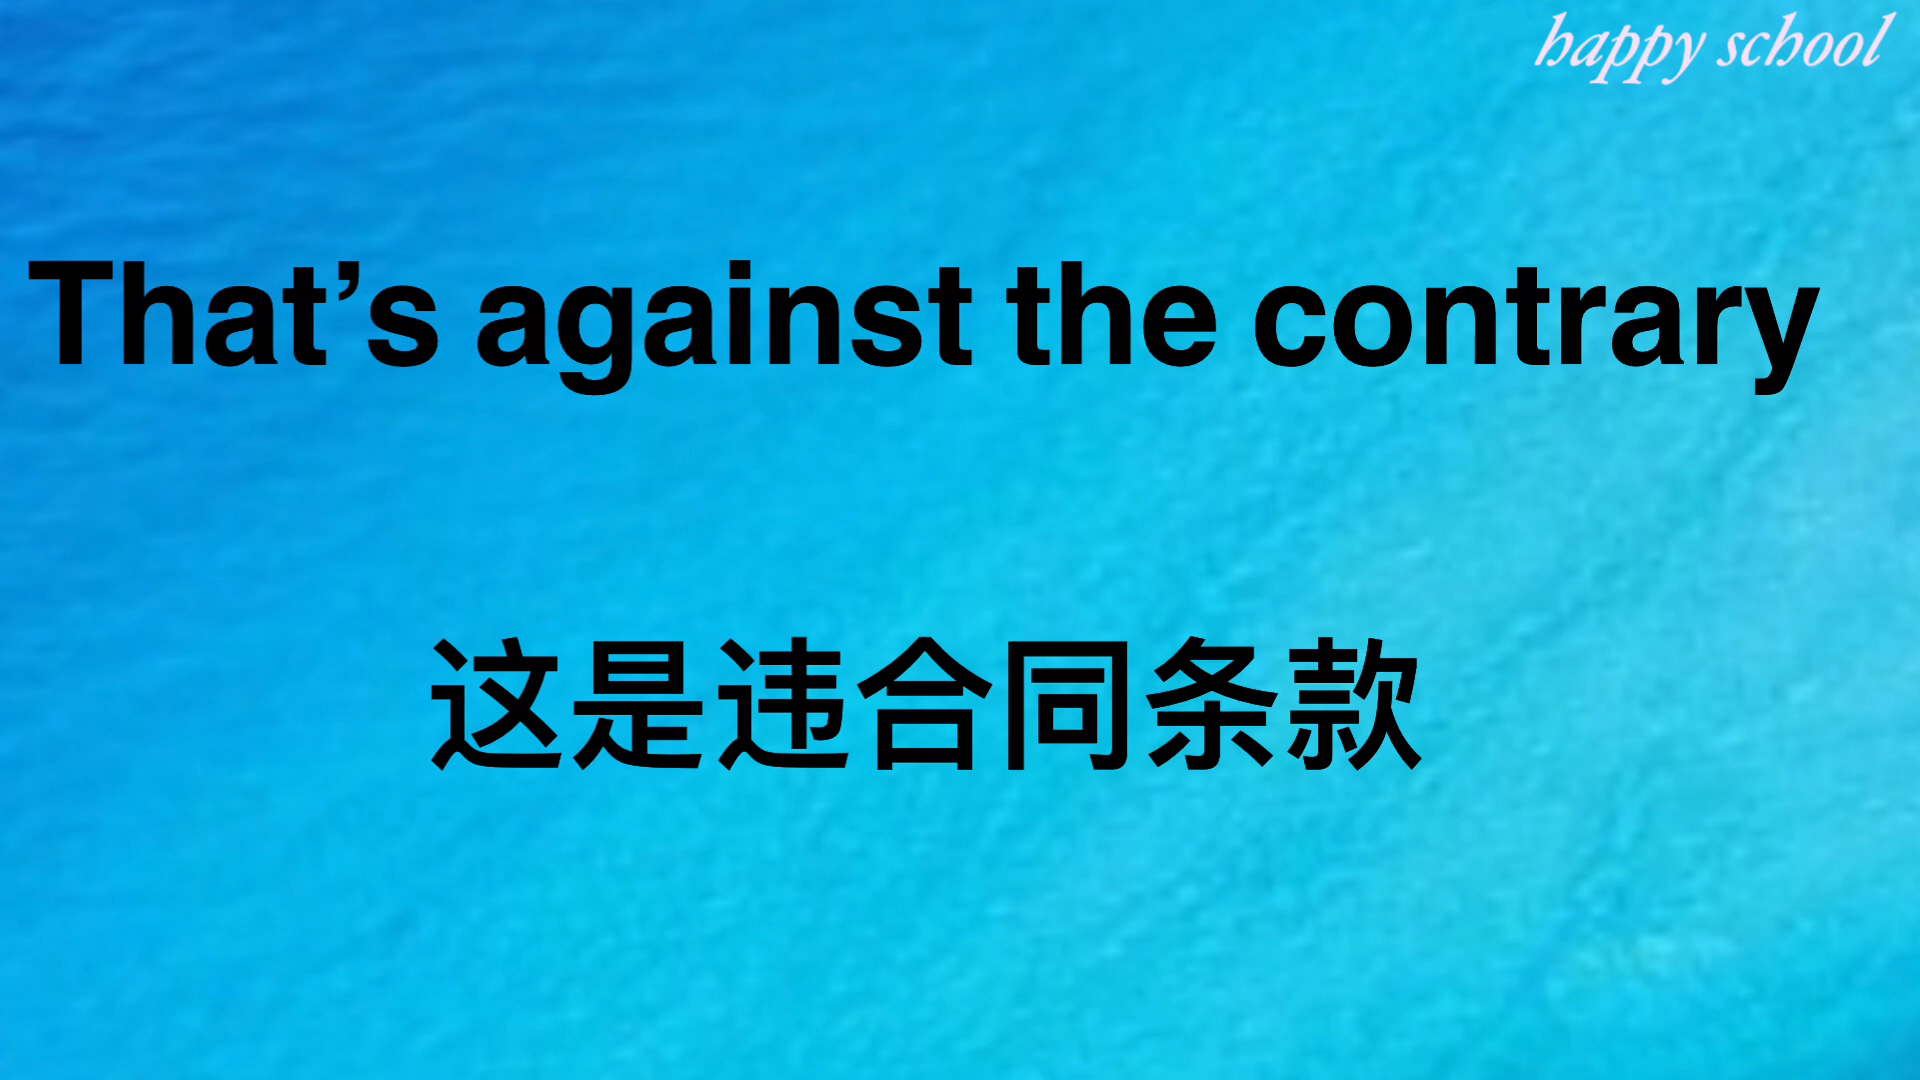 happy school
That’s against the contrary
这是违合同条款